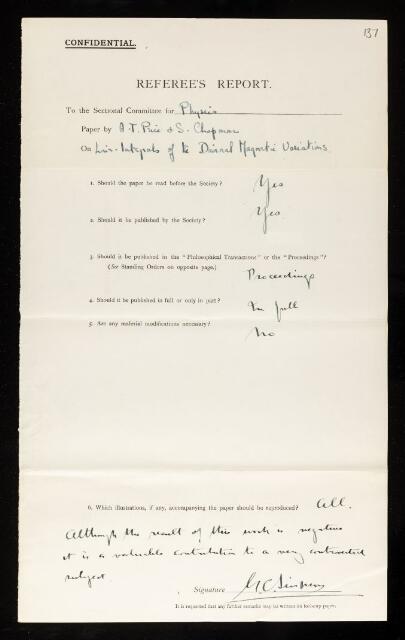 137
CONFIDENTIAL.
REFEREE'S REPORT.
To the Sectional Committee for Physics
Paper by A.T. Price & S. Chapman
On Line-Integrals of the Diurnal Magnetic Variations
1. Should the paper be read before the Society? Yes
2. Should it be published by the Society? Yes
3. Should it be published in the "Philosophical Transactions" or the "Proceedings"?
(See Standing Orders on opposite page.)
Proceedings
4. Should it be published in full or only in part? In full
5. Are any material modifications necessary? No
6. Which illustrations, if any, accompanying the paper should be reproduced? All.
Although the result of this work is negative
it is a valuable contribution to a very controverted
subject.
Signature G.C. Simpson
It is requested that any further remarks may be written on foolscap paper.